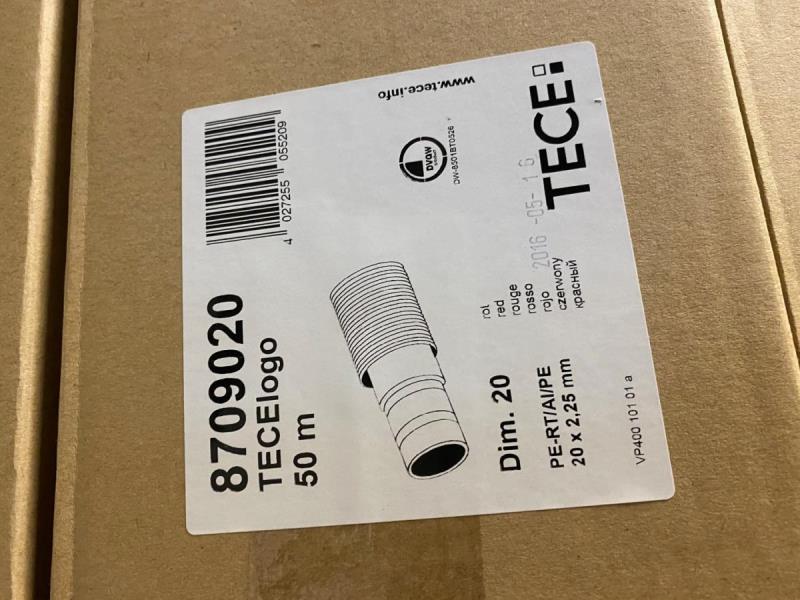 8709020
TECElogo
50 m
4 027255 055209
www.tece.info
DVGW
DW-8501BT0526
Dim. 20
PE-RT/Al/PE
20 x 2,25 mm
rot
red
rouge
rosso
rojo
czerwony
красный
2016 -05- 16
TECE
VP400 101 01 a